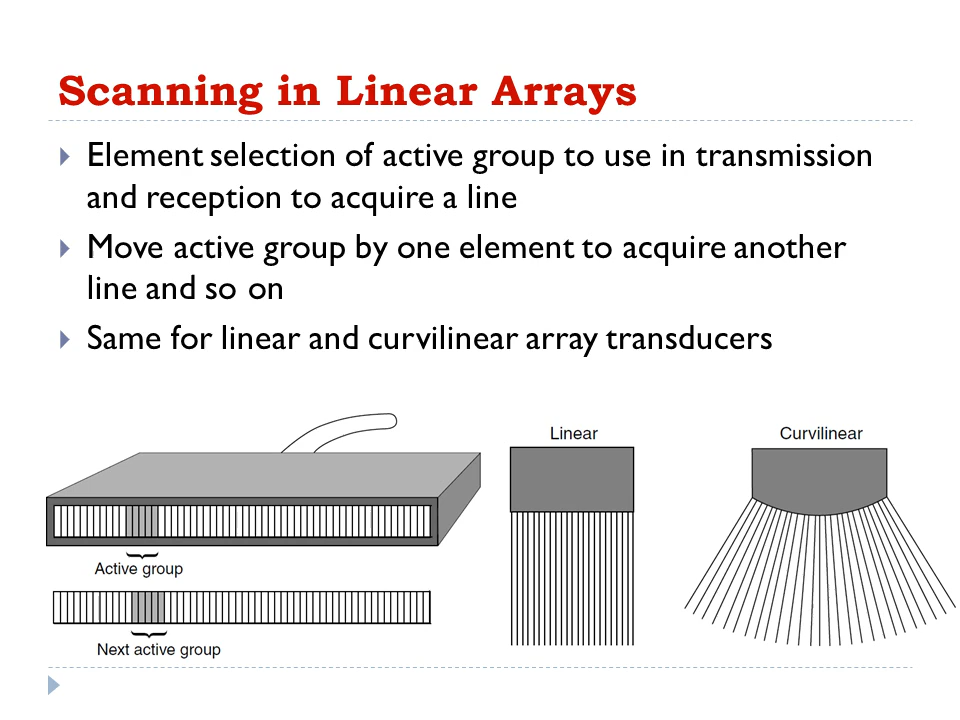 Scanning in Linear Arrays
Element selection of active group to use in transmission
and reception to acquire a line
Move active group by one element to acquire another
line and so on
Same for linear and curvilinear array transducers
Linear
Curvilinear
Active group
Next active group